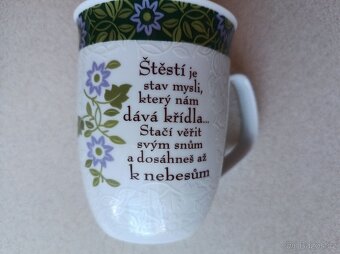 Štěstí je
stav mysli,
který nám
dává křídla...
Stačí věřit
svým snům
a dosáhneš až
k nebesům